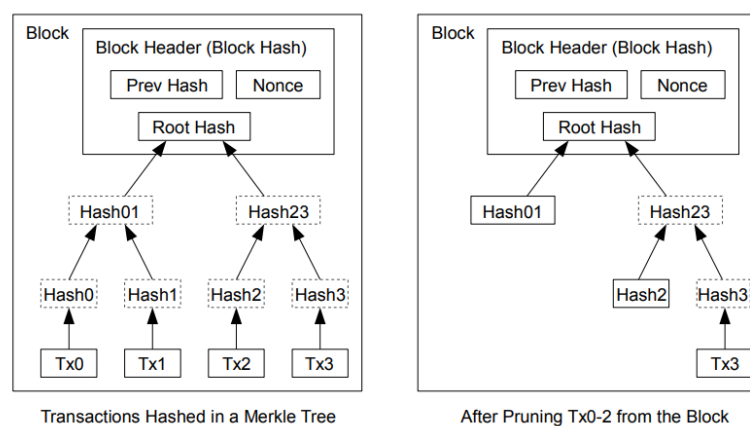 Block
Block Header (Block Hash)
Prev Hash
Nonce
Root Hash
Hash01
Hash23
Hash0
Hash1
Hash2
Hash3
Tx0
Tx1
Tx2
Tx3
Transactions Hashed in a Merkle Tree
Block
Block Header (Block Hash)
Prev Hash
Nonce
Root Hash
Hash01
Hash23
Hash2
Hash3
Tx3
After Pruning Tx0-2 from the Block